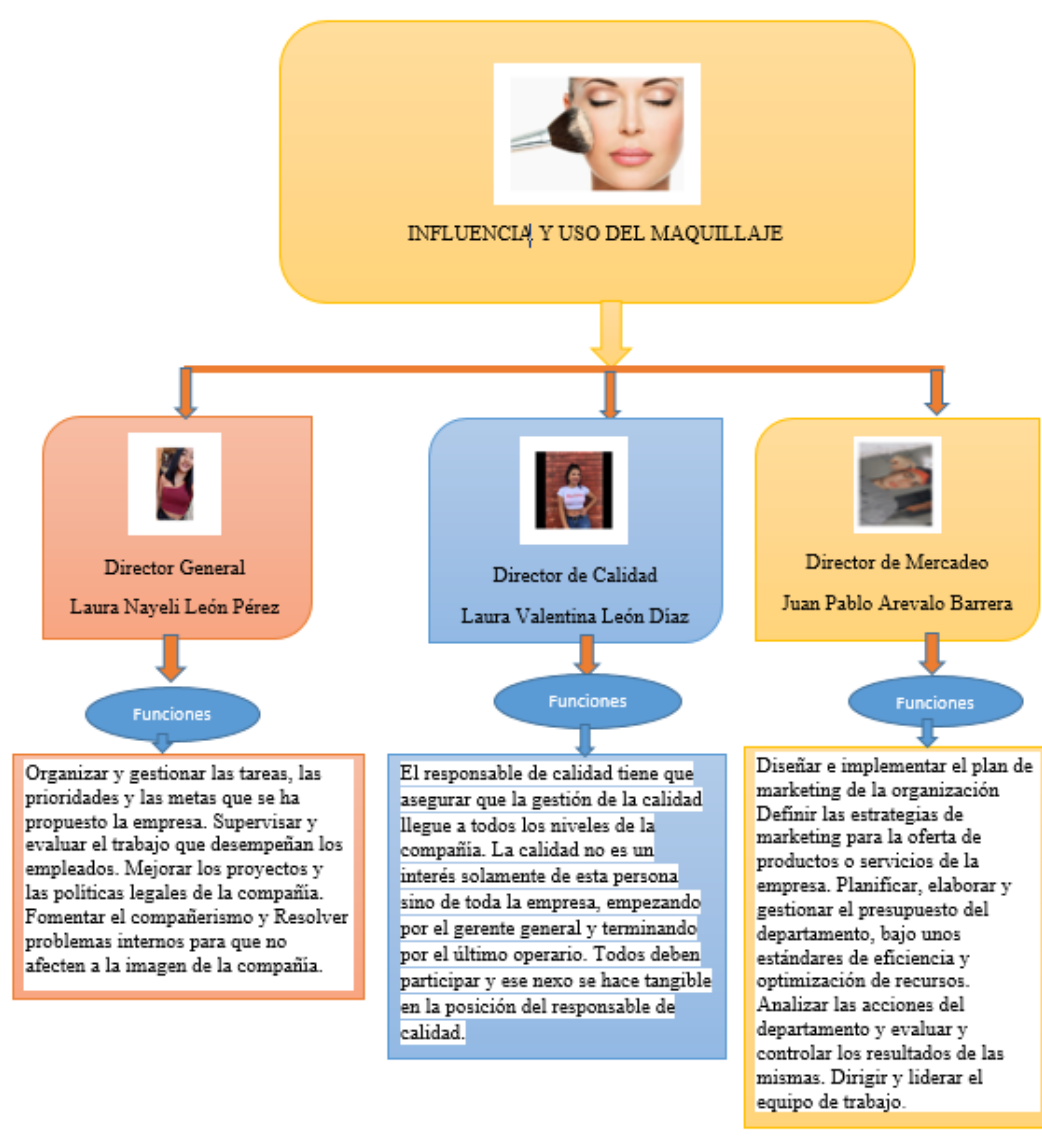 INFLUENCIA Y USO DEL MAQUILLAJE
Director General
Laura Nayeli León Pérez
Director de Calidad
Laura Valentina León Díaz
Director de Mercadeo
Juan Pablo Arevalo Barrera
Funciones
Funciones
Funciones
Organizar y gestionar las tareas, las
prioridades y las metas que se ha
propuesto la empresa. Supervisar y
evaluar el trabajo que desempeñan los
empleados. Mejorar los proyectos y
las políticas legales de la compañía.
Fomentar el compañerismo y Resolver
problemas internos para que no
afecten a la imagen de la compañía.
El responsable de calidad tiene que
asegurar que la gestión de la calidad
llegue a todos los niveles de la
compañía. La calidad no es un
interés solamente de esta persona
sino de toda la empresa, empezando
por el gerente general y terminando
por el último operario. Todos deben
participar y ese nexo se hace tangible
en la posición del responsable de
calidad.
Diseñar e implementar el plan de
marketing de la organización
Definir las estrategias de
marketing para la oferta de
productos o servicios de la
empresa. Planificar, elaborar y
gestionar el presupuesto del
departamento, bajo unos
estándares de eficiencia y
optimización de recursos.
Analizar las acciones del
departamento y evaluar y
controlar los resultados de las
mismas. Dirigir y liderar el
equipo de trabajo.